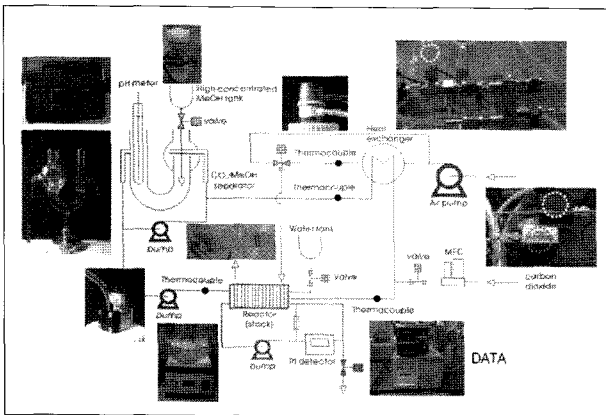 pH meter
High-concentrated
MeOH tank
valve
Heat
exchanger
Thermocouple
CO₂/MeOH
separator
Thermocouple
Air pump
pump
Water tank
valve
MFC
valve
carbon
dioxide
Thermocouple
pump
Reactor
(stack)
Thermocouple
pump
detector
DATA